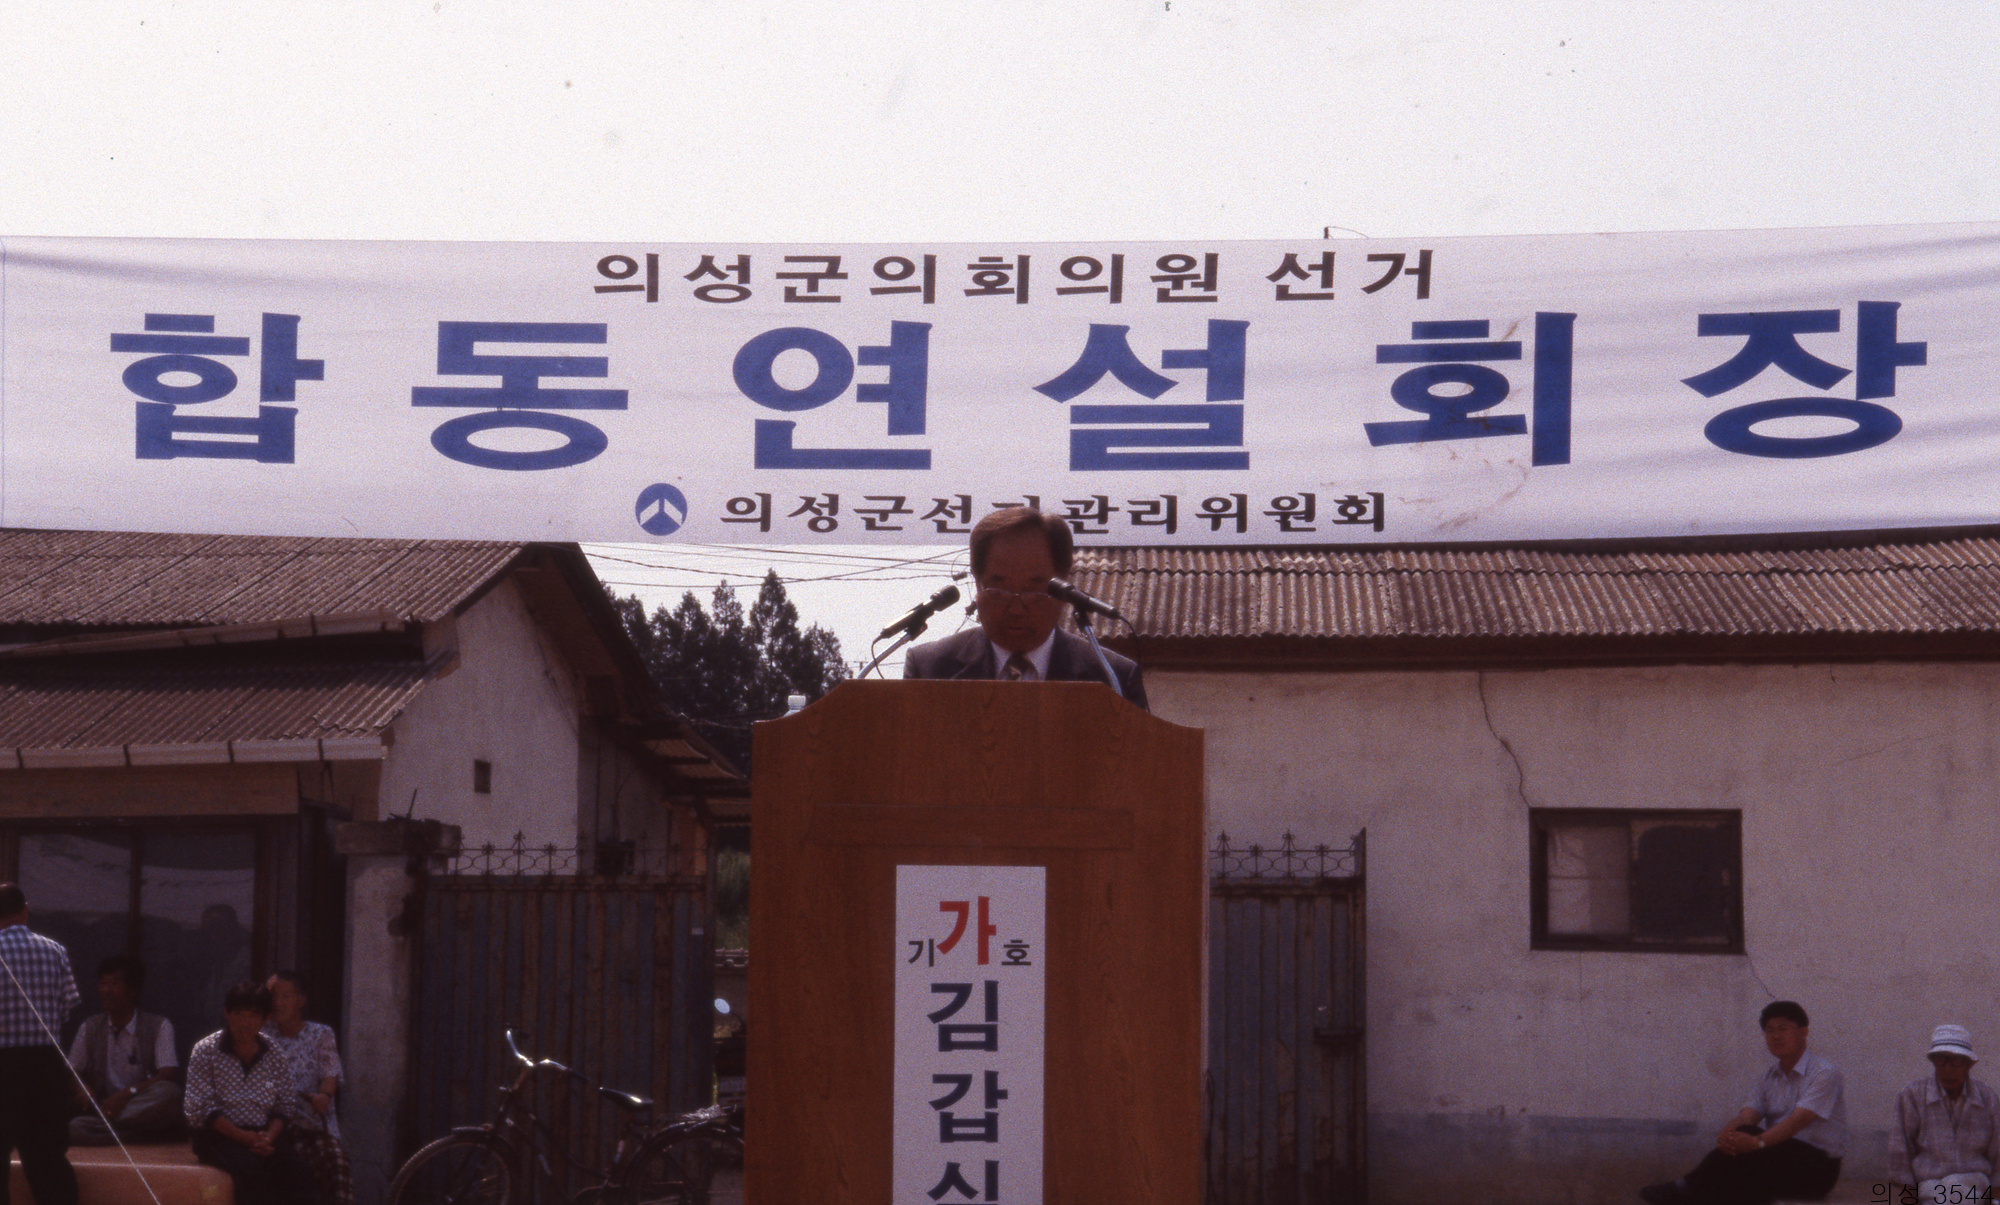 의성군의회의원 선거
합동연설회장
의성군선거관리위원회
기가호
김갑
의성 3544